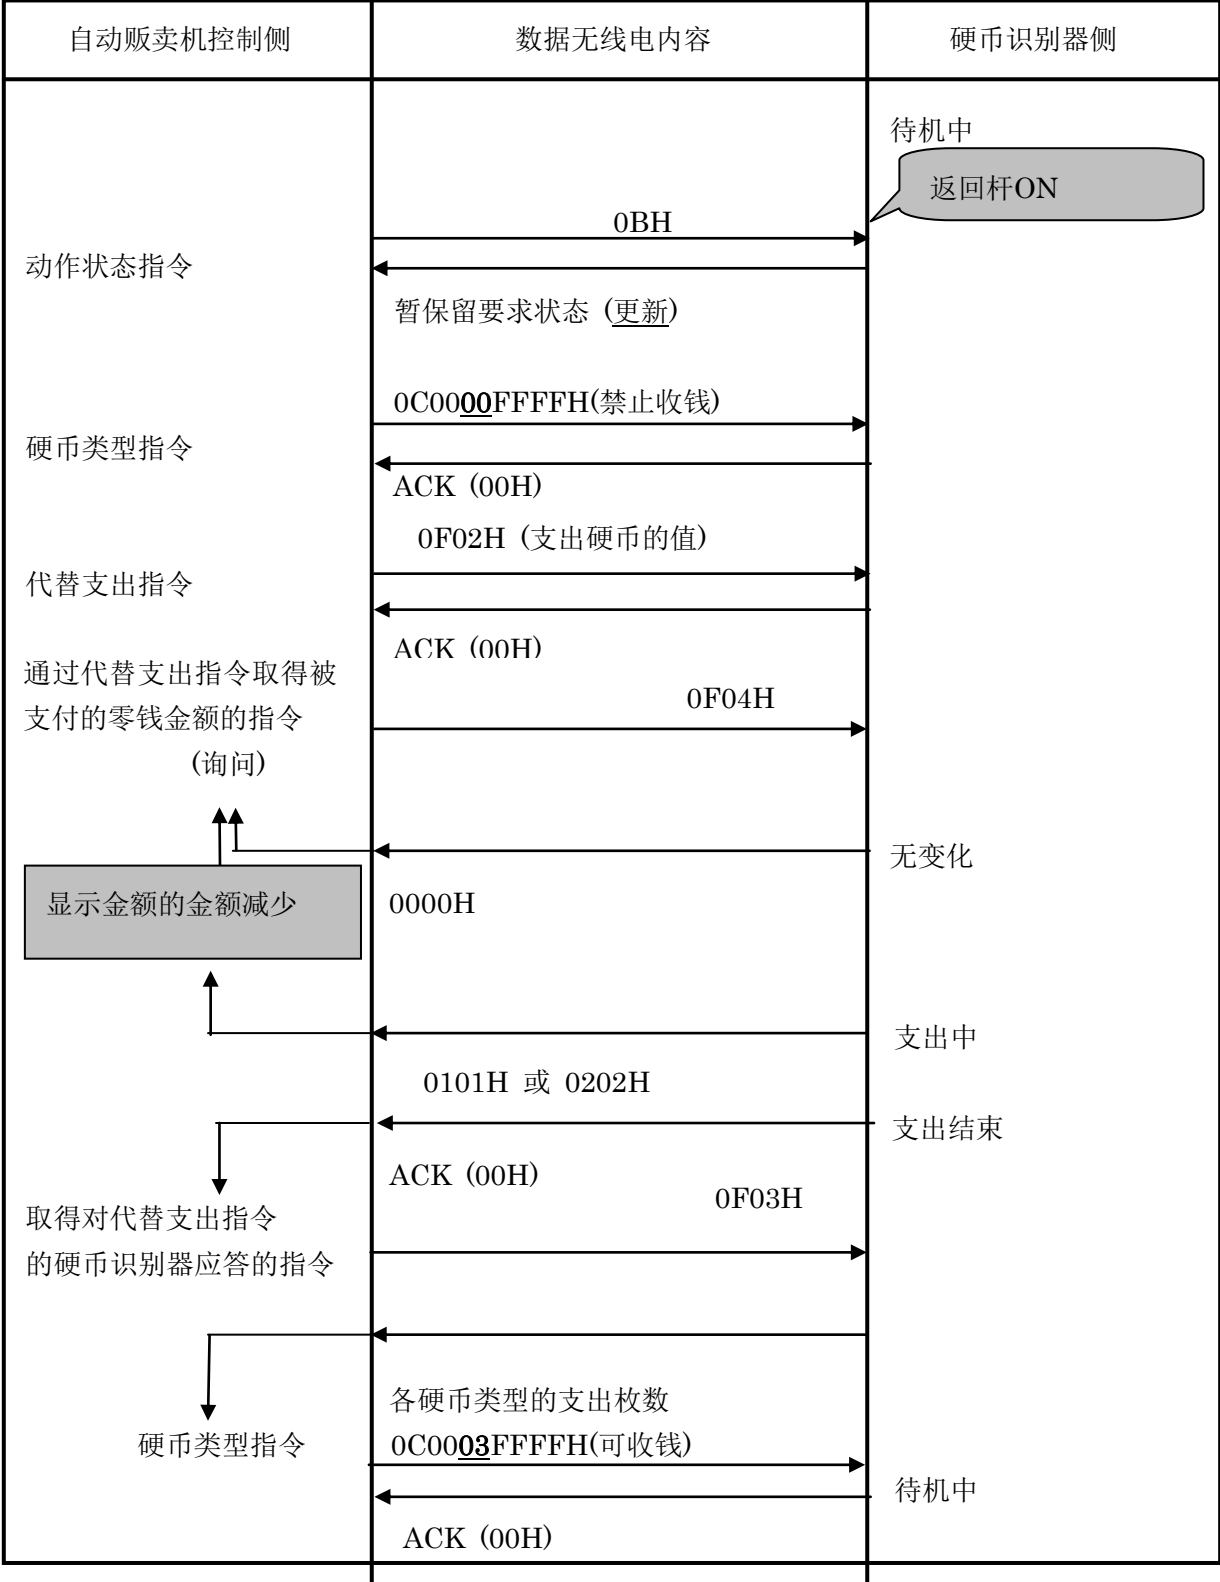 自动贩卖机控制侧
数据无线电内容
硬币识别器侧
待机中
返回杆ON
0BH
动作状态指令
暂保留要求状态 (更新)
0C0000FFFFH(禁止收钱)
硬币类型指令
ACK (00H)
0F02H (支出硬币的值)
代替支出指令
ACK (00H)
通过代替支出指令取得被
支付的零钱金额的指令
(询问)
0F04H
无变化
显示金额的金额减少
0000H
支出中
0101H 或 0202H
支出结束
ACK (00H)
0F03H
取得对代替支出指令
的硬币识别器应答的指令
各硬币类型的支出枚数
硬币类型指令
0C0003FFFFH(可收钱)
待机中
ACK (00H)